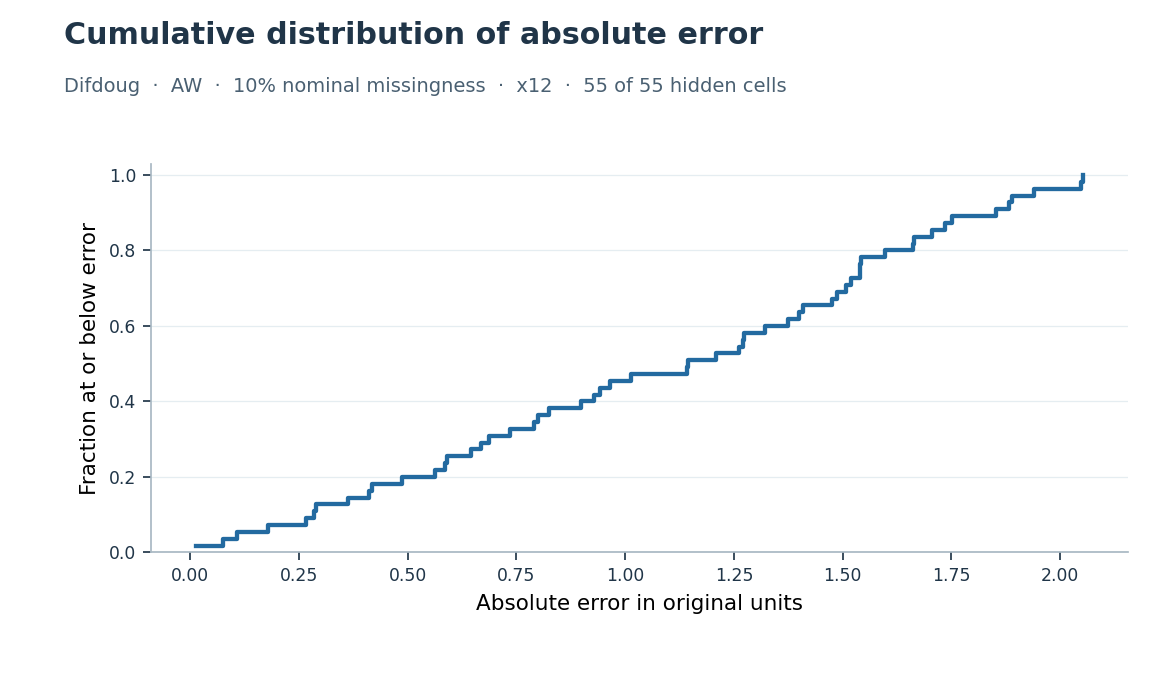 Cumulative distribution of absolute error
Difdoug · AW · 10% nominal missingness · x12 · 55 of 55 hidden cells
Fraction at or below error
1.0
0.8
0.6
0.4
0.2
0.0
0.00 0.25 0.50 0.75 1.00 1.25 1.50 1.75 2.00
Absolute error in original units